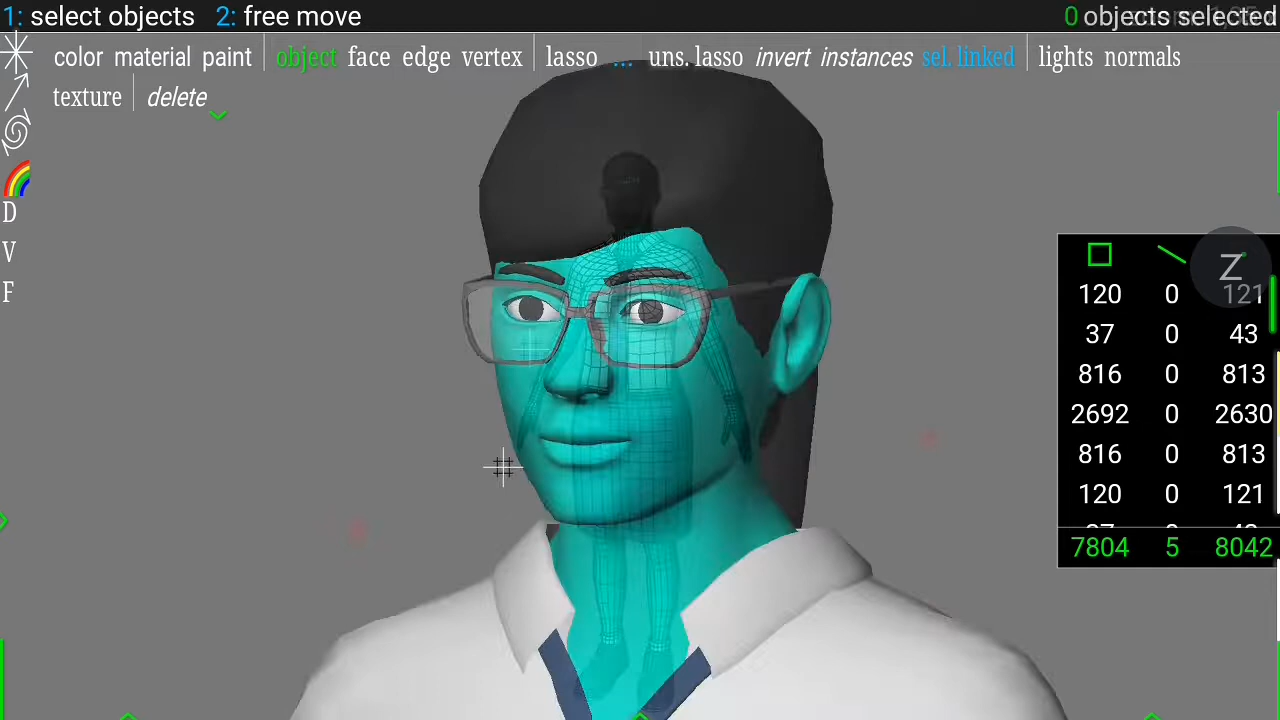 1: select objects 2: free move 0 objects selected
color material paint object face edge vertex lasso ... uns. lasso invert instances sel. linked lights normals
texture delete
D
V
F
Z
120 0 121
37 0 43
816 0 813
2692 0 2630
816 0 813
120 0 121
7804 5 8042